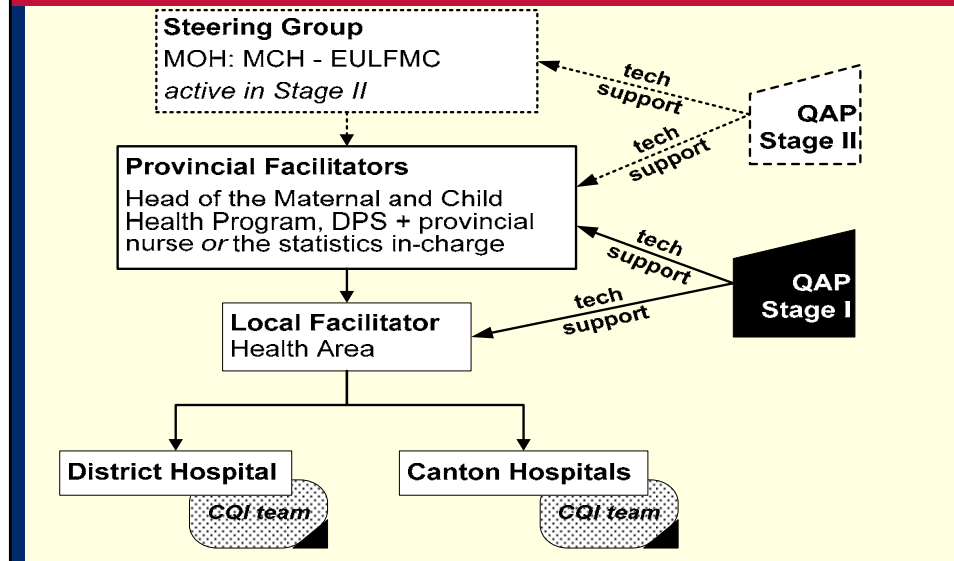 Steering Group
MOH: MCH - EULFMC
active in Stage II
tech
support
QAP
Stage II
tech
support
Provincial Facilitators
Head of the Maternal and Child
Health Program, DPS + provincial
nurse or the statistics in-charge
tech
support
QAP
Stage I
tech
support
Local Facilitator
Health Area
District Hospital
CQI team
Canton Hospitals
CQI team